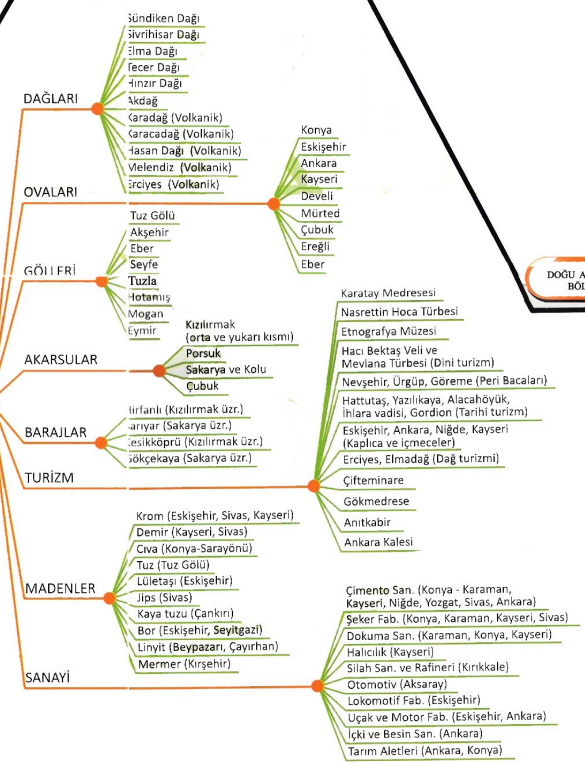 DAĞLARI
Sündiken Dağı
Sivrihisar Dağı
Elma Dağı
Tecer Dağı
Hınzır Dağı
Akdağ
Karadağ (Volkanik)
Karacadağ (Volkanik)
Hasan Dağı (Volkanik)
Melendiz (Volkanik)
Erciyes (Volkanik)
OVALARI
Konya
Eskişehir
Ankara
Kayseri
Develi
Mürted
Çubuk
Ereğli
Eber
GÖLLERİ
Tuz Gölü
Akşehir
Eber
Seyfe
Tuzla
Hotamış
Mogan
Eymir
AKARSULAR
Kızılırmak
(orta ve yukarı kısmı)
Porsuk
Sakarya ve Kolu
Çubuk
BARAJLAR
Hirfanlı (Kızılırmak üzr.)
Sarıyar (Sakarya üzr.)
Kesikköprü (Kızılırmak üzr.)
Gökçekaya (Sakarya üzr.)
TURİZM
Karatay Medresesi
Nasrettin Hoca Türbesi
Etnografya Müzesi
Hacı Bektaş Veli ve
Mevlana Türbesi (Dini turizm)
Nevşehir, Ürgüp, Göreme (Peri Bacaları)
Hattutaş, Yazılıkaya, Alacahöyük,
İhlara vadisi, Gordion (Tarihi turizm)
Eskişehir, Ankara, Niğde, Kayseri
(Kaplıca ve içmeceler)
Erciyes, Elmadağ (Dağ turizmi)
Çifteminare
Gökmedrese
Anıtkabir
Ankara Kalesi
MADENLER
Krom (Eskişehir, Sivas, Kayseri)
Demir (Kayseri, Sivas)
Cıva (Konya-Sarayönü)
Tuz (Tuz Gölü)
Lületaşı (Eskişehir)
Jips (Sivas)
Kaya tuzu (Çankırı)
Bor (Eskişehir, Seyitgazi)
Linyit (Beypazarı, Çayırhan)
Mermer (Kırşehir)
SANAYİ
Çimento San. (Konya - Karaman,
Kayseri, Niğde, Yozgat, Sivas, Ankara)
Şeker Fab. (Konya, Karaman, Kayseri, Sivas)
Dokuma San. (Karaman, Konya, Kayseri)
Halıcılık (Kayseri)
Silah San. ve Rafineri (Kırıkkale)
Otomotiv (Aksaray)
Lokomotif Fab. (Eskişehir)
Uçak ve Motor Fab. (Eskişehir, Ankara)
İçki ve Besin San. (Ankara)
Tarım Aletleri (Ankara, Konya)
DOĞU A
BÖL